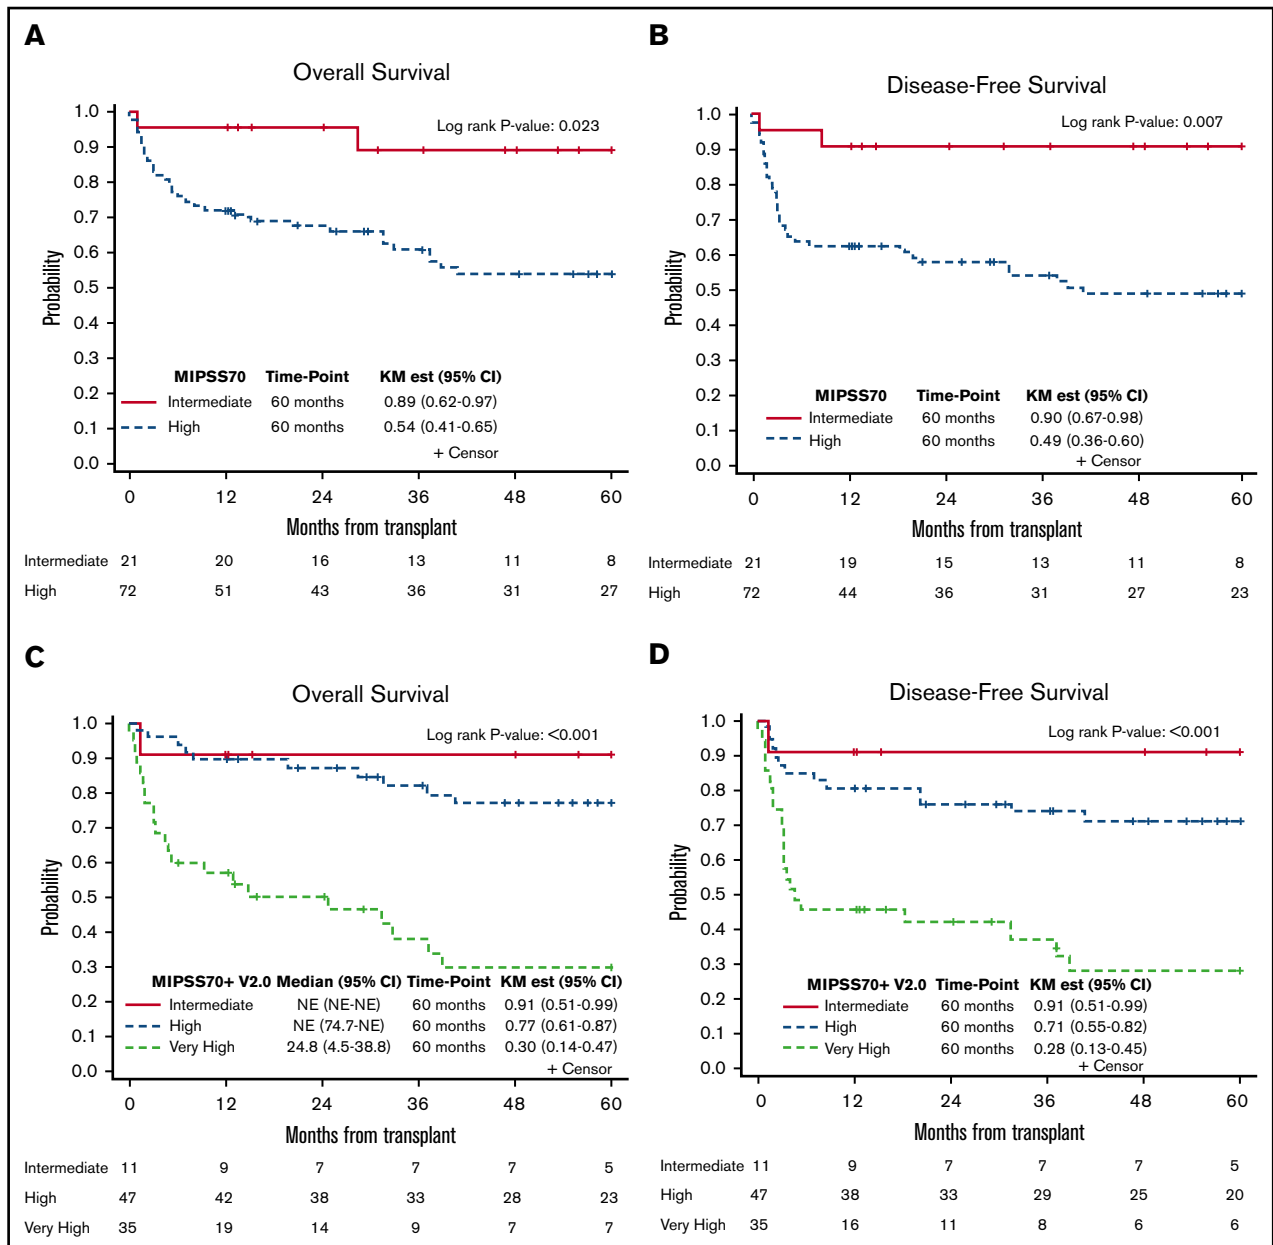 A
Overall Survival
Log rank P-value: 0.023
1.0
0.9
0.8
0.7
0.6
0.5
0.4
0.3
0.2
0.1
0.0
Probability
MIPSS70 Time-Point KM est (95% CI)
Intermediate 60 months 0.89 (0.62-0.97)
High 60 months 0.54 (0.41-0.65)
+ Censor
0 12 24 36 48 60
Months from transplant
Intermediate 21 20 16 13 11 8
High 72 51 43 36 31 27
B
Disease-Free Survival
Log rank P-value: 0.007
1.0
0.9
0.8
0.7
0.6
0.5
0.4
0.3
0.2
0.1
0.0
Probability
MIPSS70 Time-Point KM est (95% CI)
Intermediate 60 months 0.90 (0.67-0.98)
High 60 months 0.49 (0.36-0.60)
+ Censor
0 12 24 36 48 60
Months from transplant
Intermediate 21 19 15 13 11 8
High 72 44 36 31 27 23
C
Overall Survival
Log rank P-value: <0.001
1.0
0.9
0.8
0.7
0.6
0.5
0.4
0.3
0.2
0.1
0.0
Probability
MIPSS70+ V2.0 Median (95% CI) Time-Point KM est (95% CI)
Intermediate NE (NE-NE) 60 months 0.91 (0.51-0.99)
High NE (74.7-NE) 60 months 0.77 (0.61-0.87)
Very High 24.8 (4.5-38.8) 60 months 0.30 (0.14-0.47)
+ Censor
0 12 24 36 48 60
Months from transplant
Intermediate 11 9 7 7 7 5
High 47 42 38 33 28 23
Very High 35 19 14 9 7 7
D
Disease-Free Survival
Log rank P-value: <0.001
1.0
0.9
0.8
0.7
0.6
0.5
0.4
0.3
0.2
0.1
0.0
Probability
MIPSS70+ V2.0 Time-Point KM est (95% CI)
Intermediate 60 months 0.91 (0.51-0.99)
High 60 months 0.71 (0.55-0.82)
Very High 60 months 0.28 (0.13-0.45)
+ Censor
0 12 24 36 48 60
Months from transplant
Intermediate 11 9 7 7 7 5
High 47 38 33 29 25 20
Very High 35 16 11 8 6 6